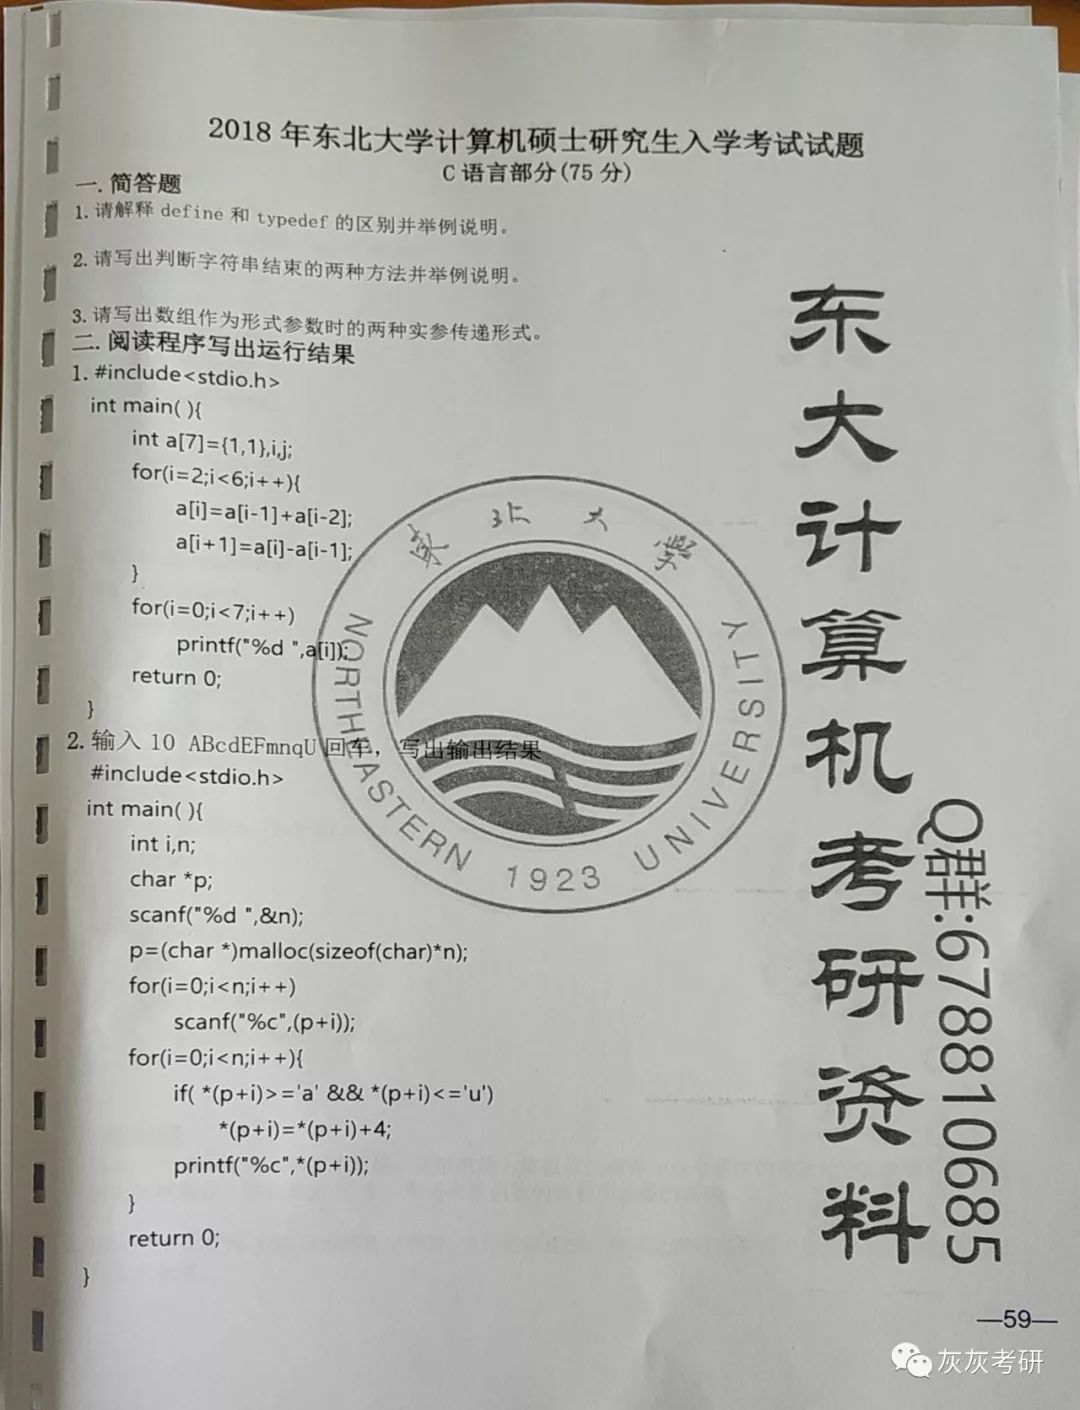 2018 年东北大学计算机硕士研究生入学考试试题
C 语言部分(75 分)
一. 简答题
1. 请解释 define 和 typedef 的区别并举例说明。
2. 请写出判断字符串结束的两种方法并举例说明。
3. 请写出数组作为形式参数时的两种实参传递形式。
二. 阅读程序写出运行结果
1. #include<stdio.h>
int main( ){
int a[7]={1,1},i,j;
for(i=2;i<6;i++){
a[i]=a[i-1]+a[i-2];
a[i+1]=a[i]-a[i-1];
}
for(i=0;i<7;i++)
printf("%d ",a[i]);
return 0;
}
2. 输入 10 ABcdEFmnqU 回车，写出输出结果
#include<stdio.h>
int main( ){
int i,n;
char *p;
scanf("%d ",&n);
p=(char *)malloc(sizeof(char)*n);
for(i=0;i<n;i++)
scanf("%c",(p+i));
for(i=0;i<n;i++){
if( *(p+i)>='a' && *(p+i)<='u')
*(p+i)=*(p+i)+4;
printf("%c",*(p+i));
}
return 0;
}
東北大學
NORTHEASTERN 1923 UNIVERSITY
东大计算机考研资料
Q群:678810685
—59—
灰灰考研